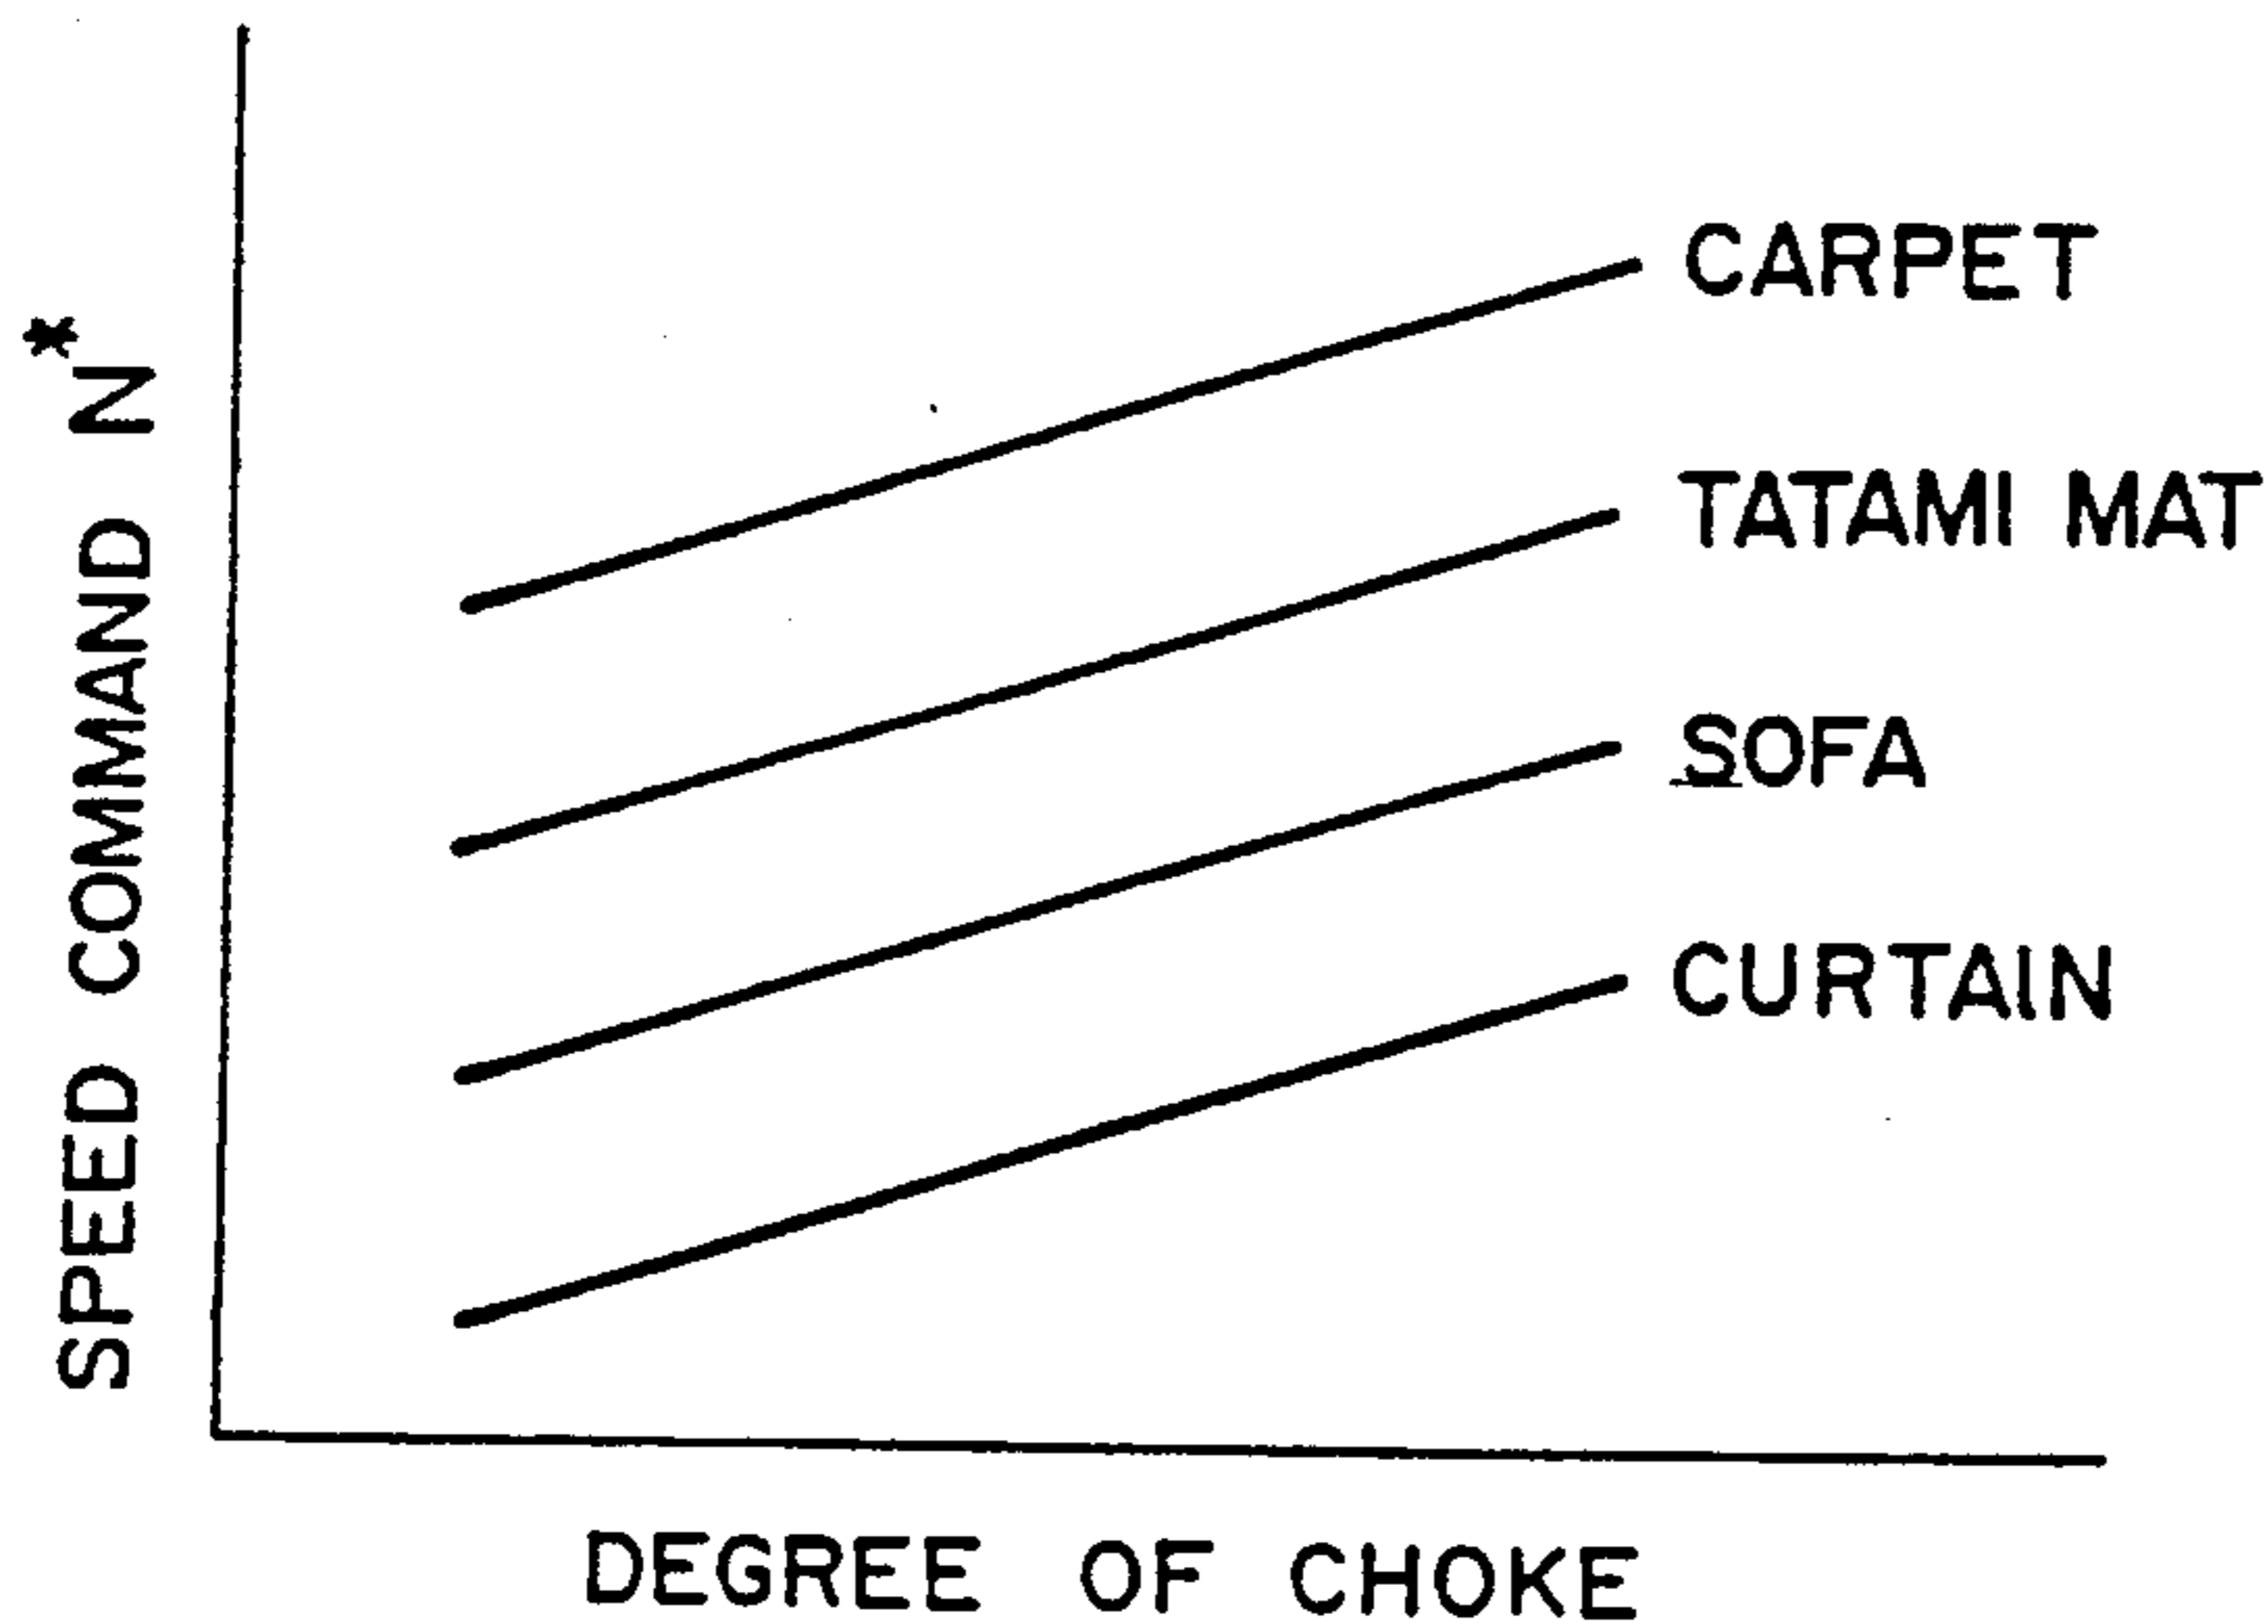 SPEED COMMAND N*
CARPET
TATAMI MAT
SOFA
CURTAIN
DEGREE OF CHOKE